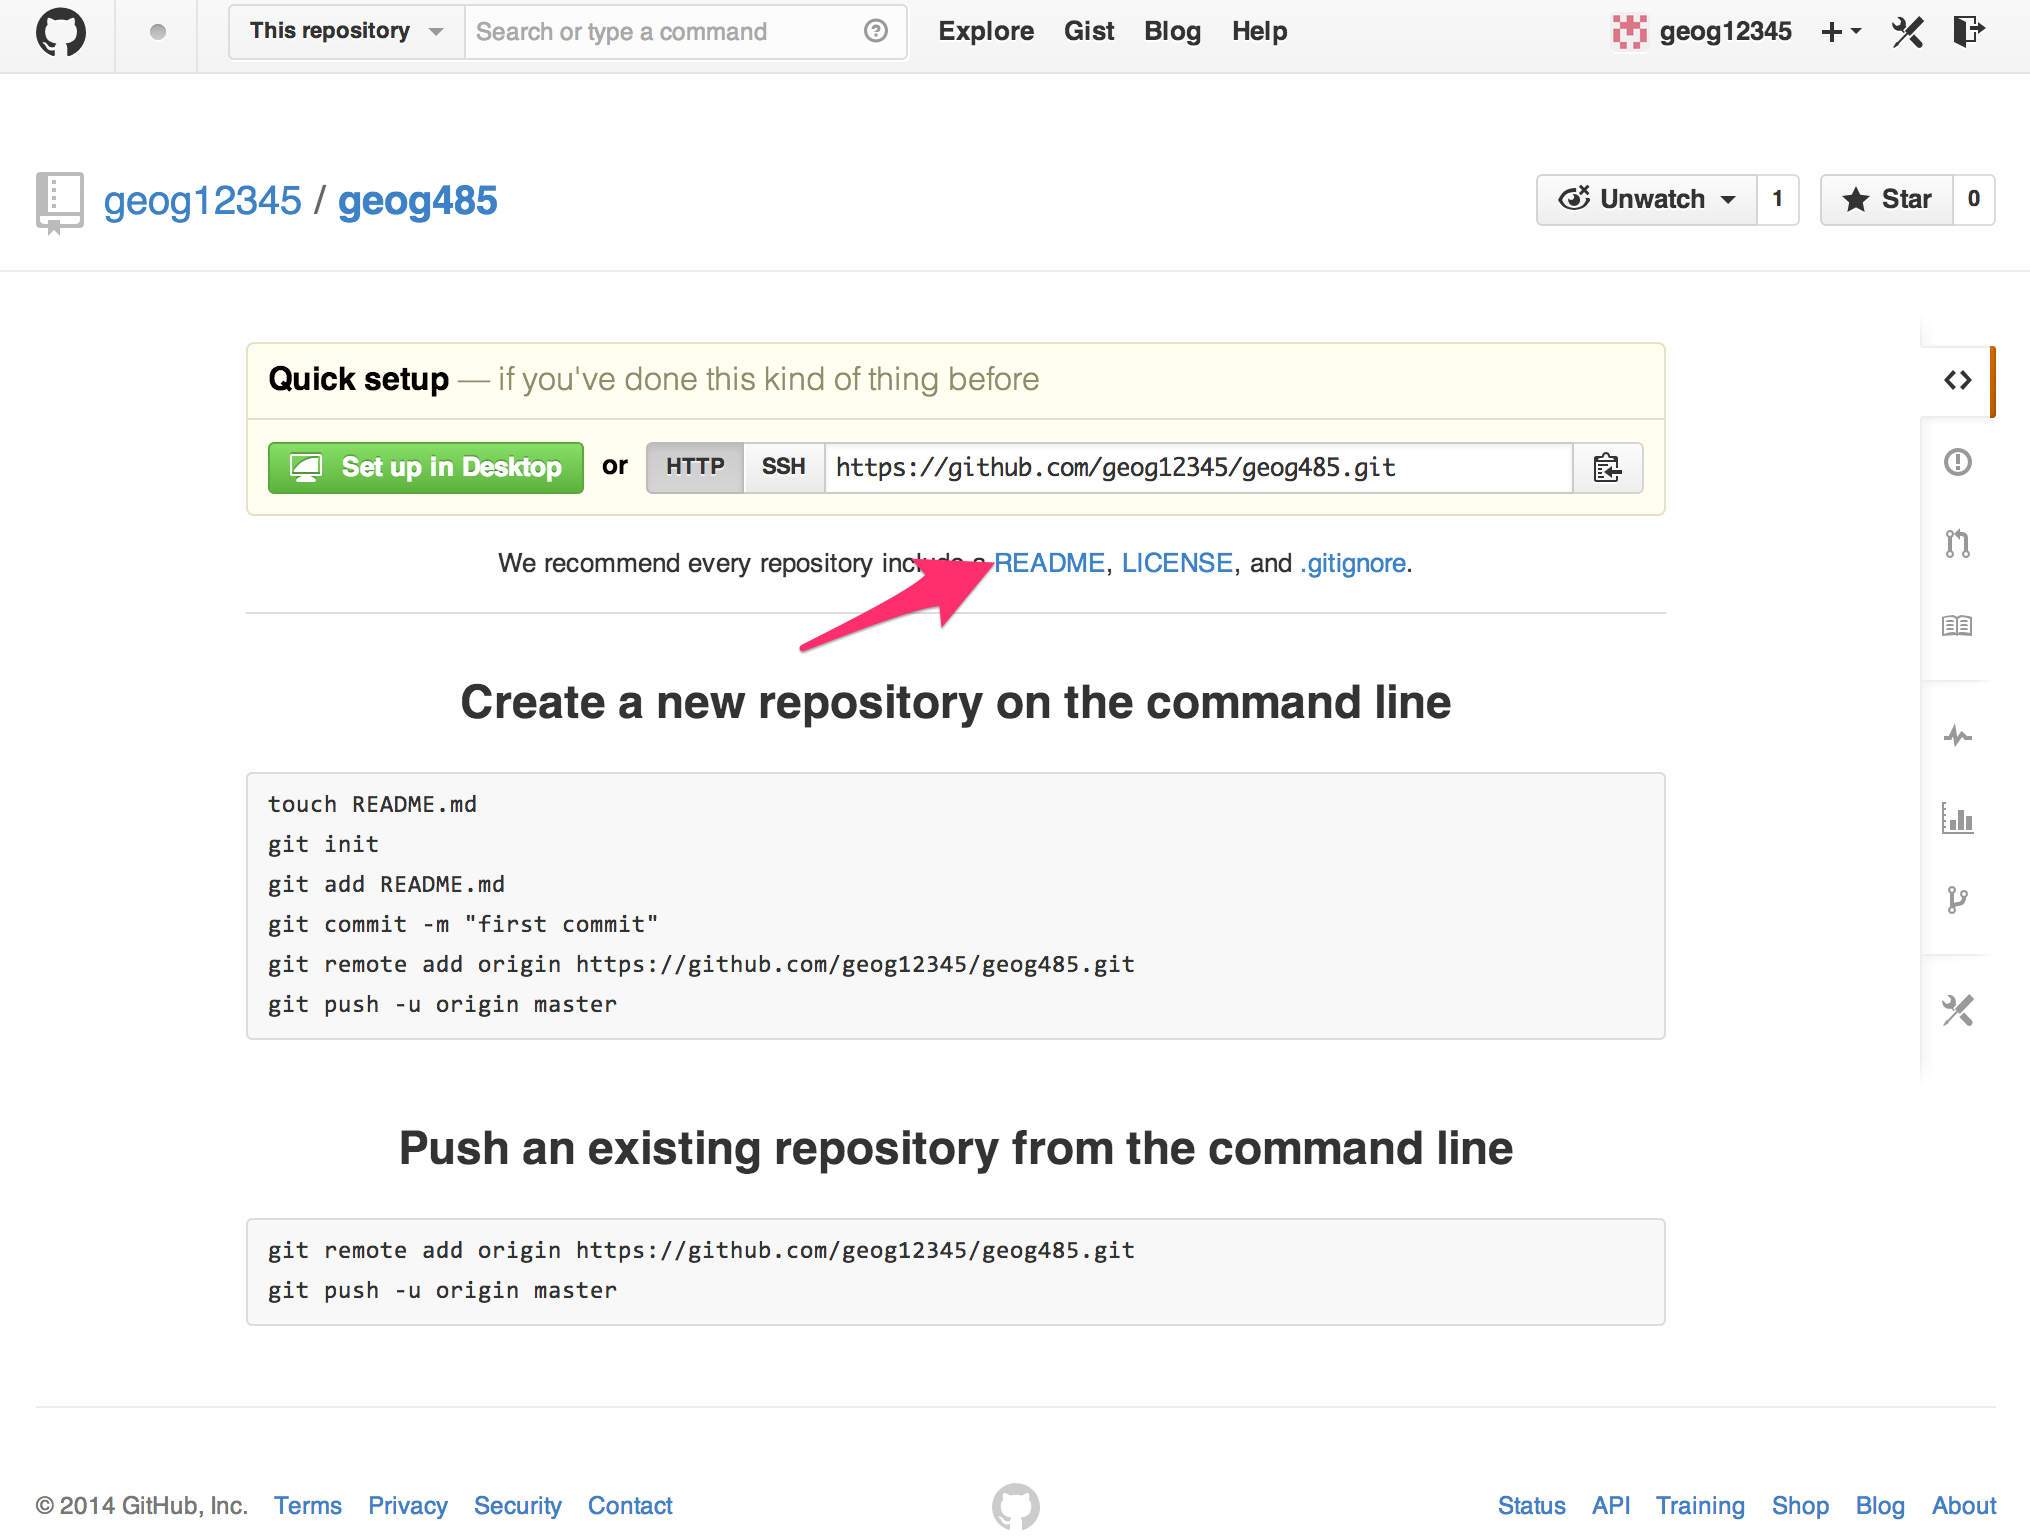 This repository Search or type a command Explore Gist Blog Help geog12345
geog12345 / geog485 Unwatch 1 Star 0
Quick setup — if you've done this kind of thing before
Set up in Desktop or HTTP SSH https://github.com/geog12345/geog485.git
We recommend every repository include a README, LICENSE, and .gitignore.
Create a new repository on the command line
touch README.md
git init
git add README.md
git commit -m "first commit"
git remote add origin https://github.com/geog12345/geog485.git
git push -u origin master
Push an existing repository from the command line
git remote add origin https://github.com/geog12345/geog485.git
git push -u origin master
© 2014 GitHub, Inc. Terms Privacy Security Contact Status API Training Shop Blog About